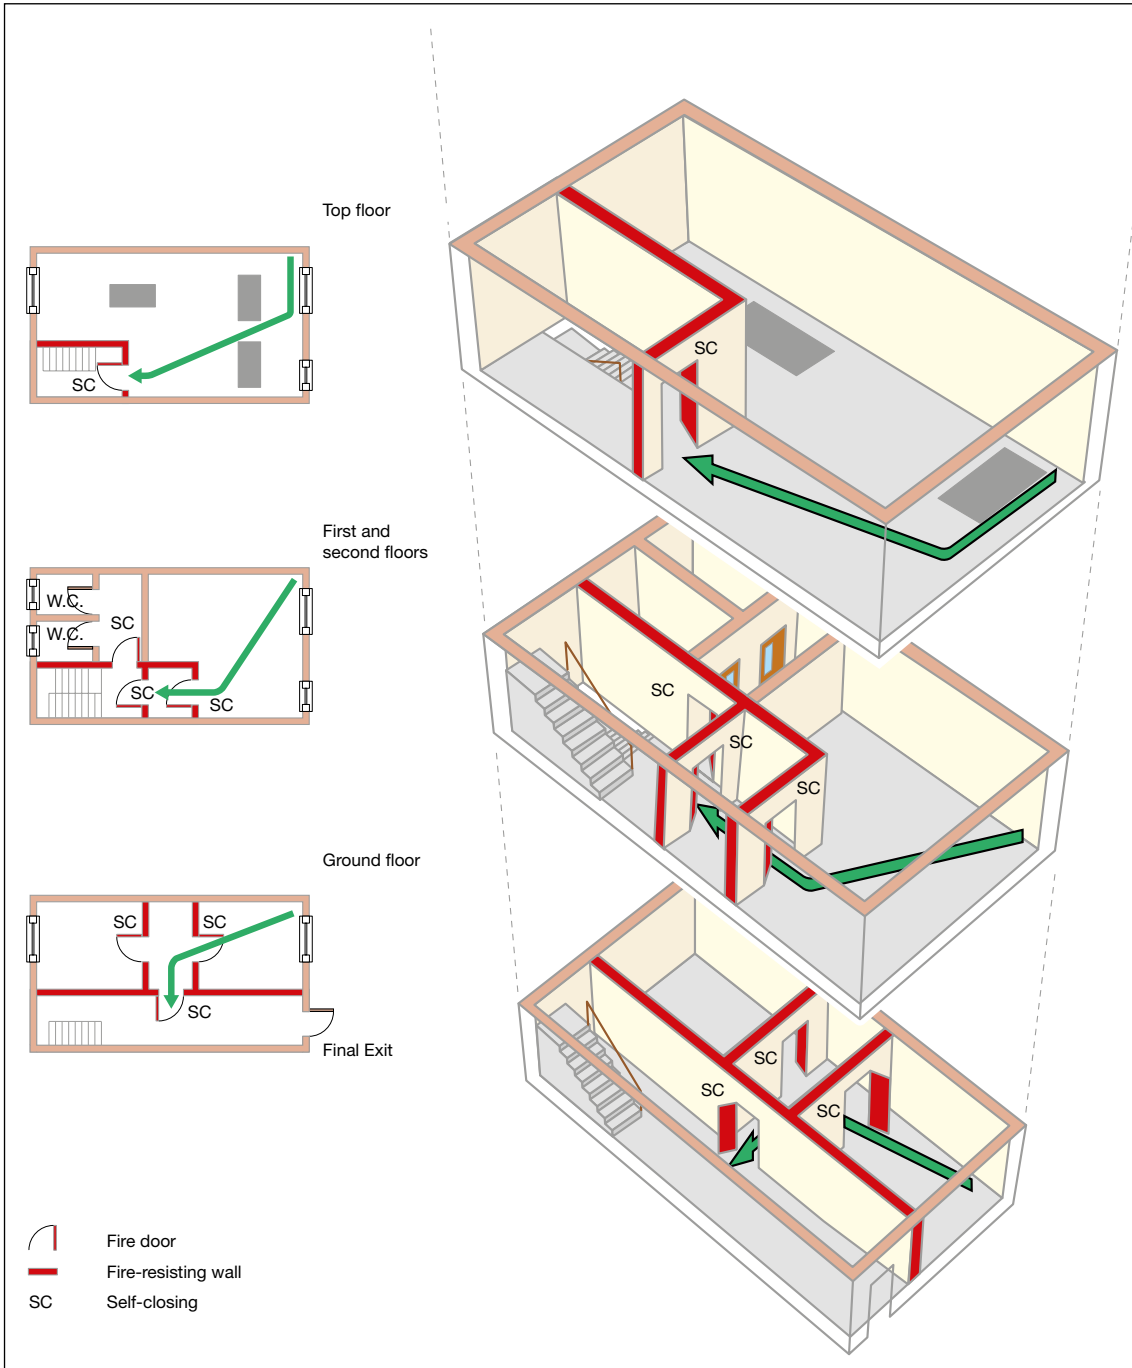 Top floor
SC
SC
First and
second floors
W.C.
SC
W.C.
SC
SC
SC
SC
SC
Ground floor
SC
SC
SC
Final Exit
SC
SC
SC
Fire door
Fire-resisting wall
SC
Self-closing